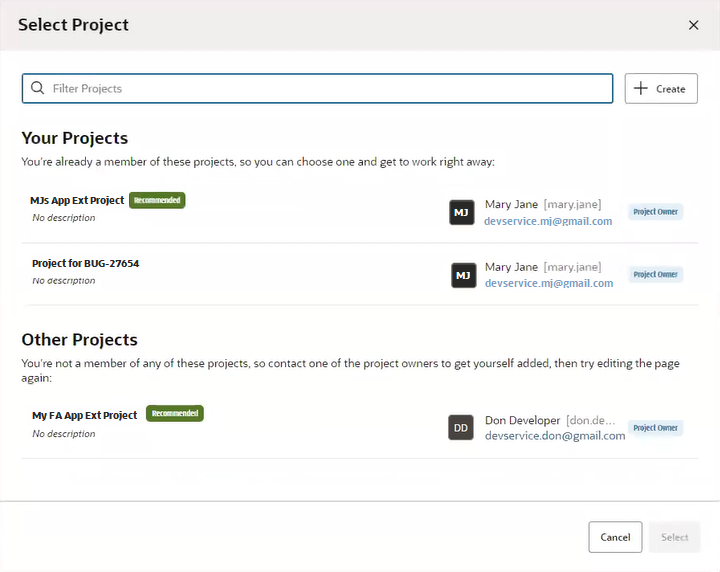 Select Project
Filter Projects
Create
Your Projects
You're already a member of these projects, so you can choose one and get to work right away:
MJs App Ext Project Recommended
No description
MJ Mary Jane [mary.jane] Project Owner
devservice.mj@gmail.com
Project for BUG-27654
No description
MJ Mary Jane [mary.jane] Project Owner
devservice.mj@gmail.com
Other Projects
You're not a member of any of these projects, so contact one of the project owners to get yourself added, then try editing the page
again:
My FA App Ext Project Recommended
No description
DD Don Developer [don.de... Project Owner
devservice.don@gmail.com
Cancel Select